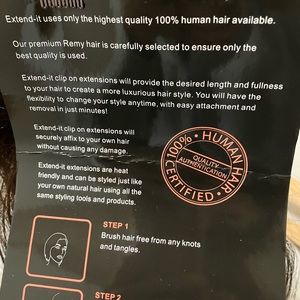 Extend-it uses only the highest quality 100% human hair available.
Our premium Remy hair is carefully selected to ensure only the
best quality is used.
Extend-it clip on extensions will provide the desired length and fullness
to your hair to create a more luxurious hair style. You will have the
flexibility to change your style anytime, with easy attachment and
removal in just minutes!
Extend-it clip on extensions will
securely affix to your own hair
without causing any damage.
Extend-it extensions are heat
friendly and can be styled just like
your own natural hair using all the
same styling tools and products.
100% • HUMAN HAIR •
QUALITY
AUTHENTICATION
CERTIFIED •
STEP 1
Brush hair free from any knots
and tangles.
STEP 2